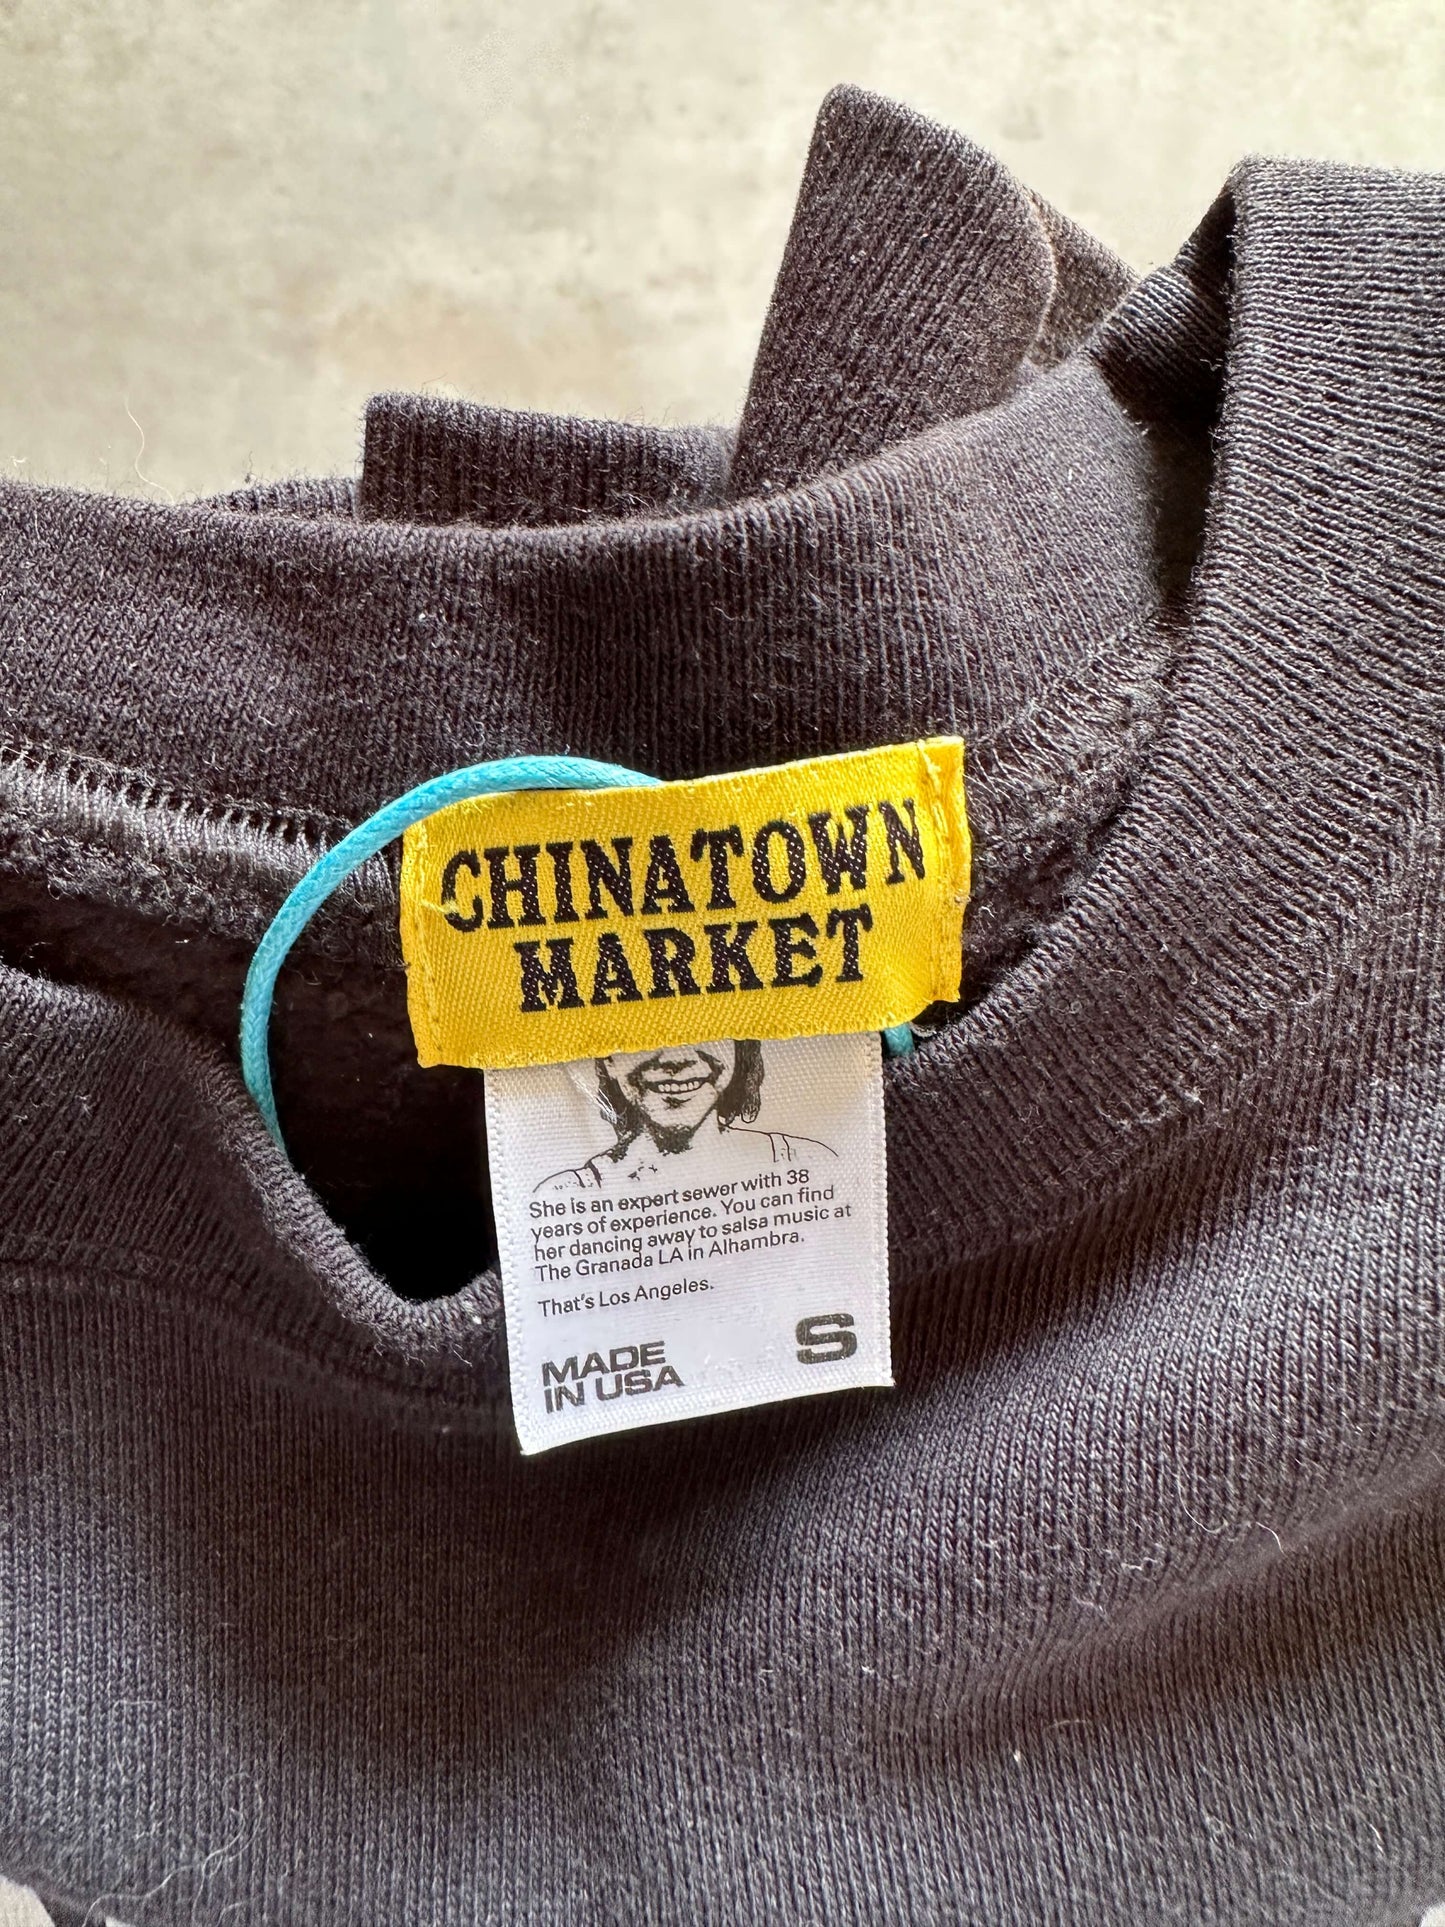 CHINATOWN
MARKET
She is an expert sewer with 38
years of experience. You can find
her dancing away to salsa music at
The Granada LA in Alhambra.
That's Los Angeles.
MADE
IN USA
S